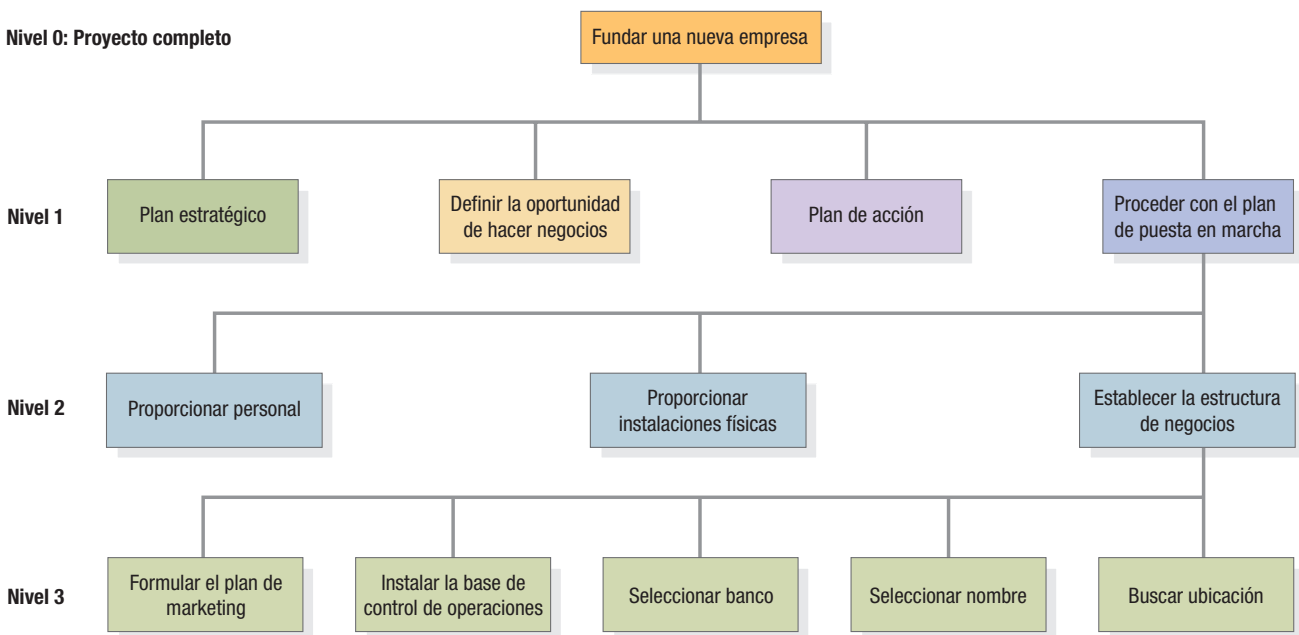 Nivel 0: Proyecto completo
Fundar una nueva empresa
Nivel 1
Plan estratégico
Definir la oportunidad
de hacer negocios
Plan de acción
Proceder con el plan
de puesta en marcha
Nivel 2
Proporcionar personal
Proporcionar
instalaciones físicas
Establecer la estructura
de negocios
Nivel 3
Formular el plan de
marketing
Instalar la base de
control de operaciones
Seleccionar banco
Seleccionar nombre
Buscar ubicación